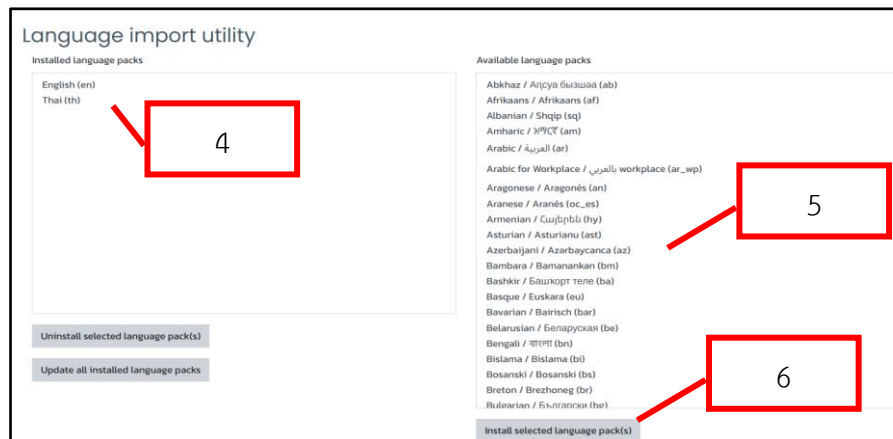 Language import utility
Installed language packs
English (en)
Thai (th)
4
Uninstall selected language pack(s)
Update all installed language packs
Available language packs
Abkhaz / Аҧсуа бызшәа (ab)
Afrikaans / Afrikaans (af)
Albanian / Shqip (sq)
Amharic / አማርኛ (am)
Arabic / العربية (ar)
Arabic for Workplace / بالعربي workplace (ar_wp)
Aragonese / Aragonés (an)
Aranese / Aranés (oc_es)
Armenian / Հայերեն (hy)
Asturian / Asturianu (ast)
Azerbaijani / Azərbaycanca (az)
Bambara / Bamanankan (bm)
Bashkir / Башҡорт теле (ba)
Basque / Euskara (eu)
Bavarian / Bairisch (bar)
Belarusian / Беларуская (be)
Bengali / বাংলা (bn)
Bislama / Bislama (bi)
Bosanski / Bosanski (bs)
Breton / Brezhoneg (br)
Bulgarian / Български (bg)
5
6
Install selected language pack(s)